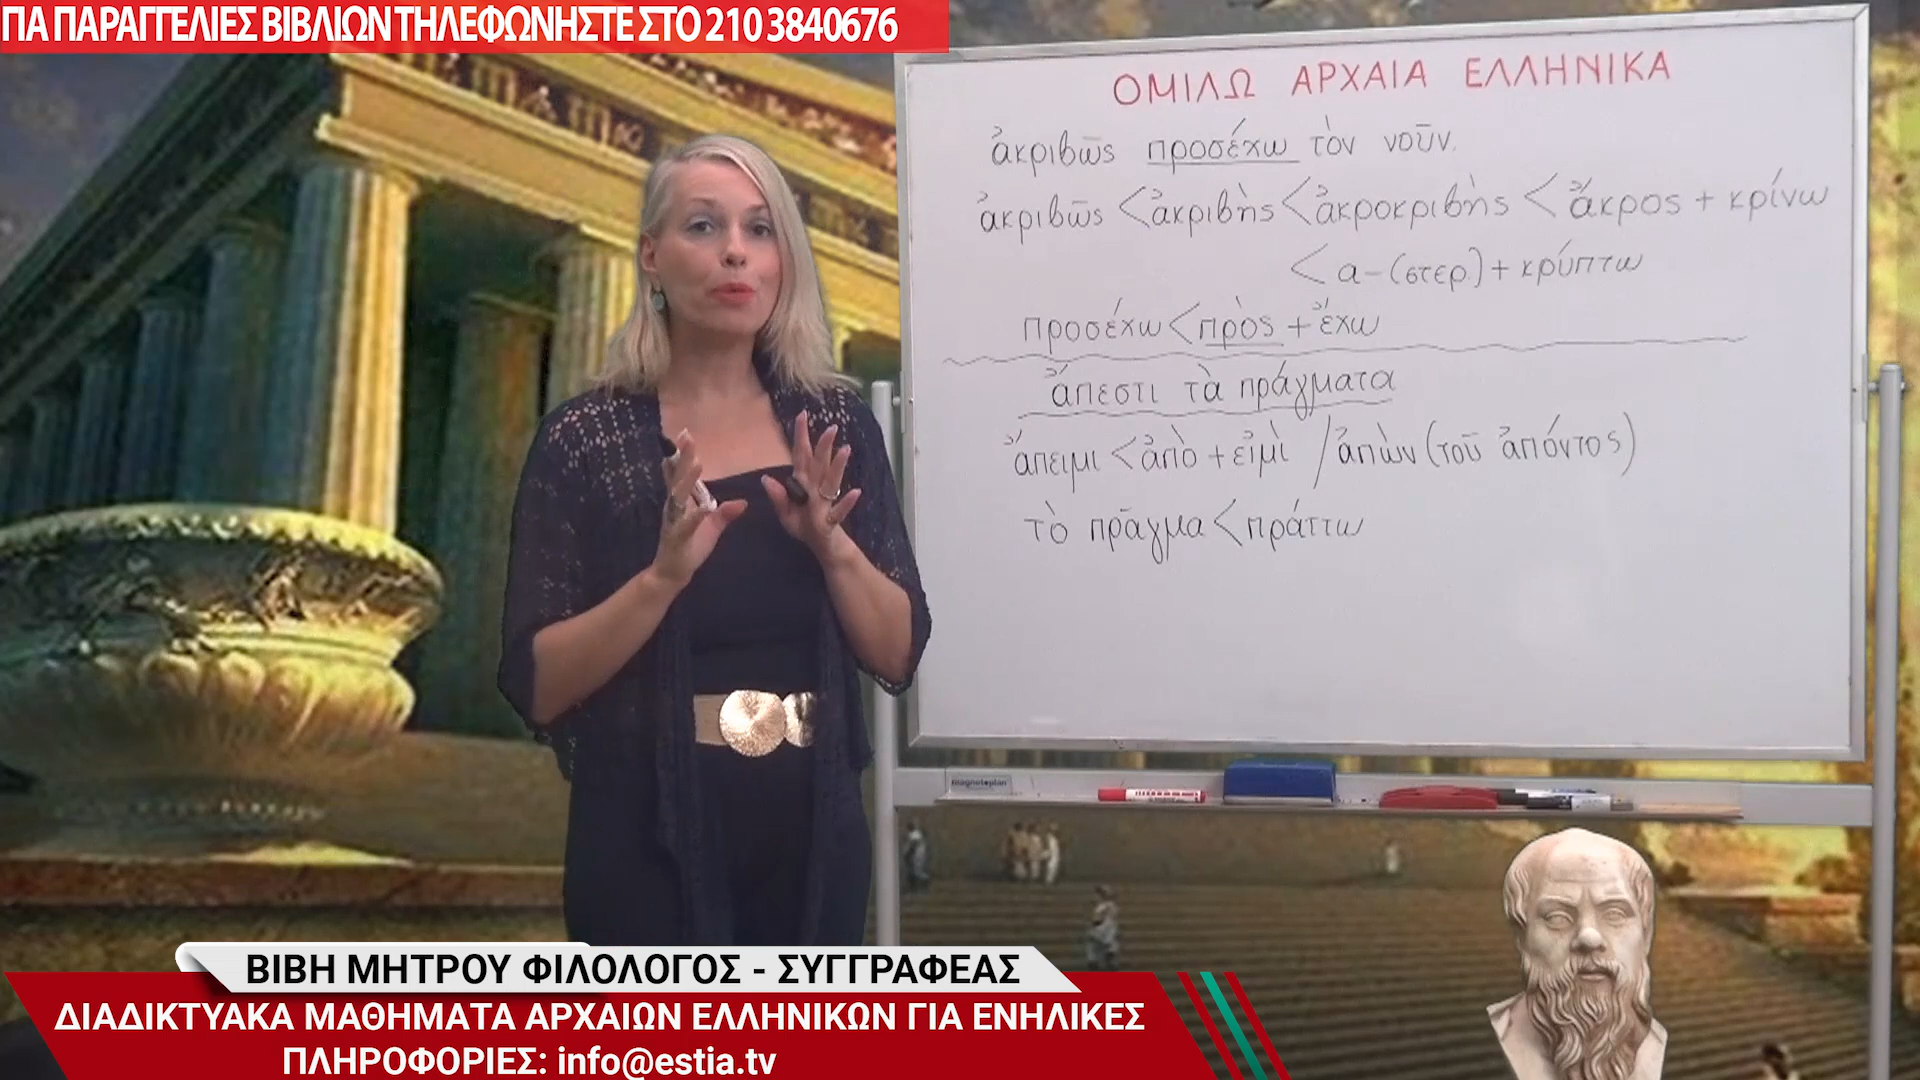 ΓΙΑ ΠΑΡΑΓΓΕΛΙΕΣ ΒΙΒΛΙΩΝ ΤΗΛΕΦΩΝΗΣΤΕ ΣΤΟ 210 3840676
ΟΜΙΛΩ ΑΡΧΑΙΑ ΕΛΛΗΝΙΚΑ
ἀκριβῶς προσέχω τὸν νοῦν.
ἀκριβῶς < ἀκριβὴς < ἀκροκριβὴς < ἄκρος + κρίνω
< α- (στερ.) + κρύπτω
προσέχω < πρὸς + ἔχω
ἄπεστι τὰ πράγματα
ἄπειμι < ἀπὸ + εἰμὶ / ἀπὼν (τοῦ ἀπόντος)
τὸ πρᾶγμα < πράττω
magnetoplan
ΒΙΒΗ ΜΗΤΡΟΥ ΦΙΛΟΛΟΓΟΣ - ΣΥΓΓΡΑΦΕΑΣ
ΔΙΑΔΙΚΤΥΑΚΑ ΜΑΘΗΜΑΤΑ ΑΡΧΑΙΩΝ ΕΛΛΗΝΙΚΩΝ ΓΙΑ ΕΝΗΛΙΚΕΣ
ΠΛΗΡΟΦΟΡΙΕΣ: info@estia.tv